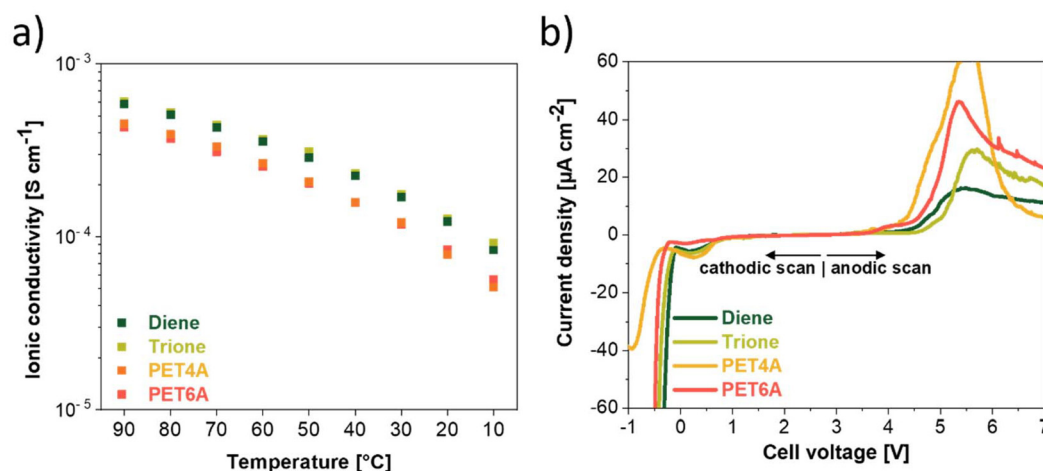 a)
Ionic conductivity [S cm⁻¹]
10⁻³
10⁻⁴
10⁻⁵
Diene
Trione
PET4A
PET6A
90 80 70 60 50 40 30 20 10
Temperature [°C]
b)
Current density [µA cm⁻²]
60
40
20
0
-20
-40
-60
cathodic scan | anodic scan
Diene
Trione
PET4A
PET6A
-1 0 1 2 3 4 5 6 7
Cell voltage [V]